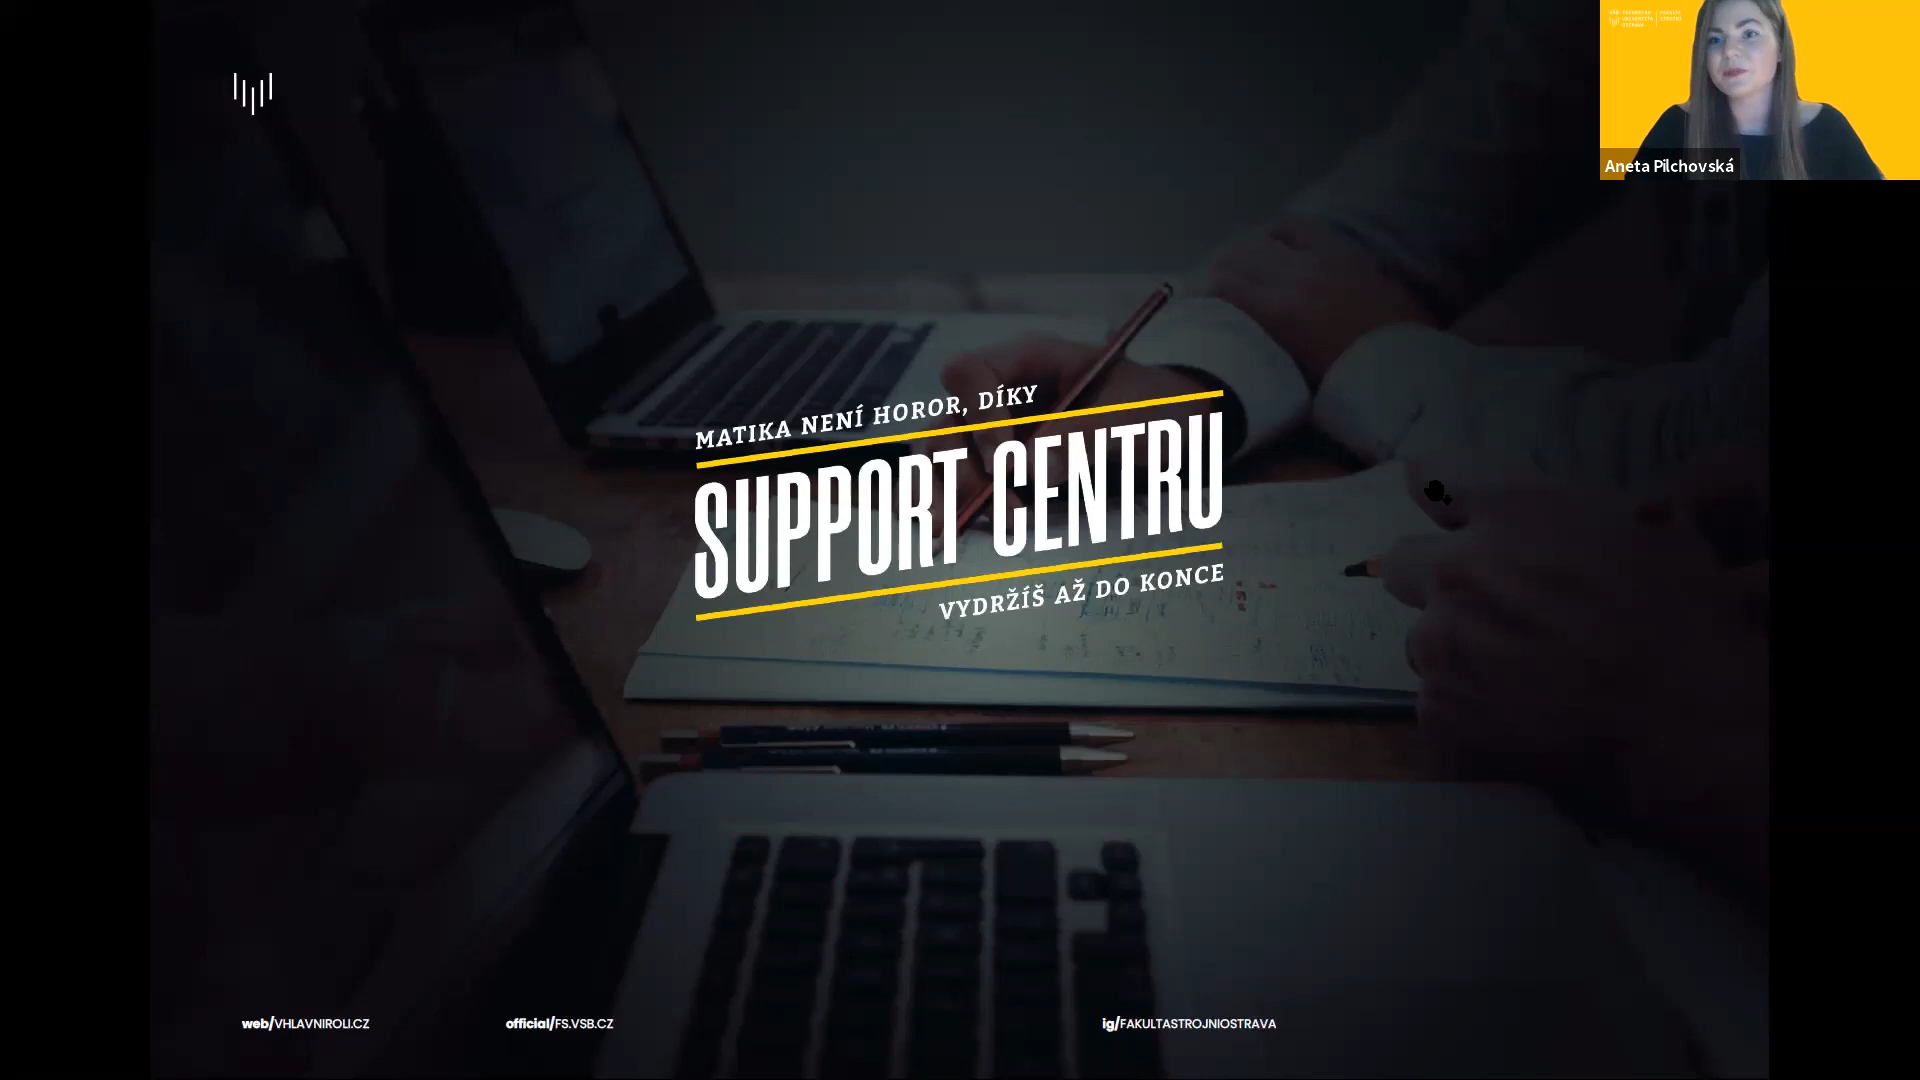 MATIKA NENÍ HOROR, DÍKY
SUPPORT CENTRU
VYDRŽÍŠ AŽ DO KONCE
Aneta Pilchovská
web/VHLAVNIROLI.CZ
official/FS.VSB.CZ
ig/FAKULTASTROJNIOSTRAVA